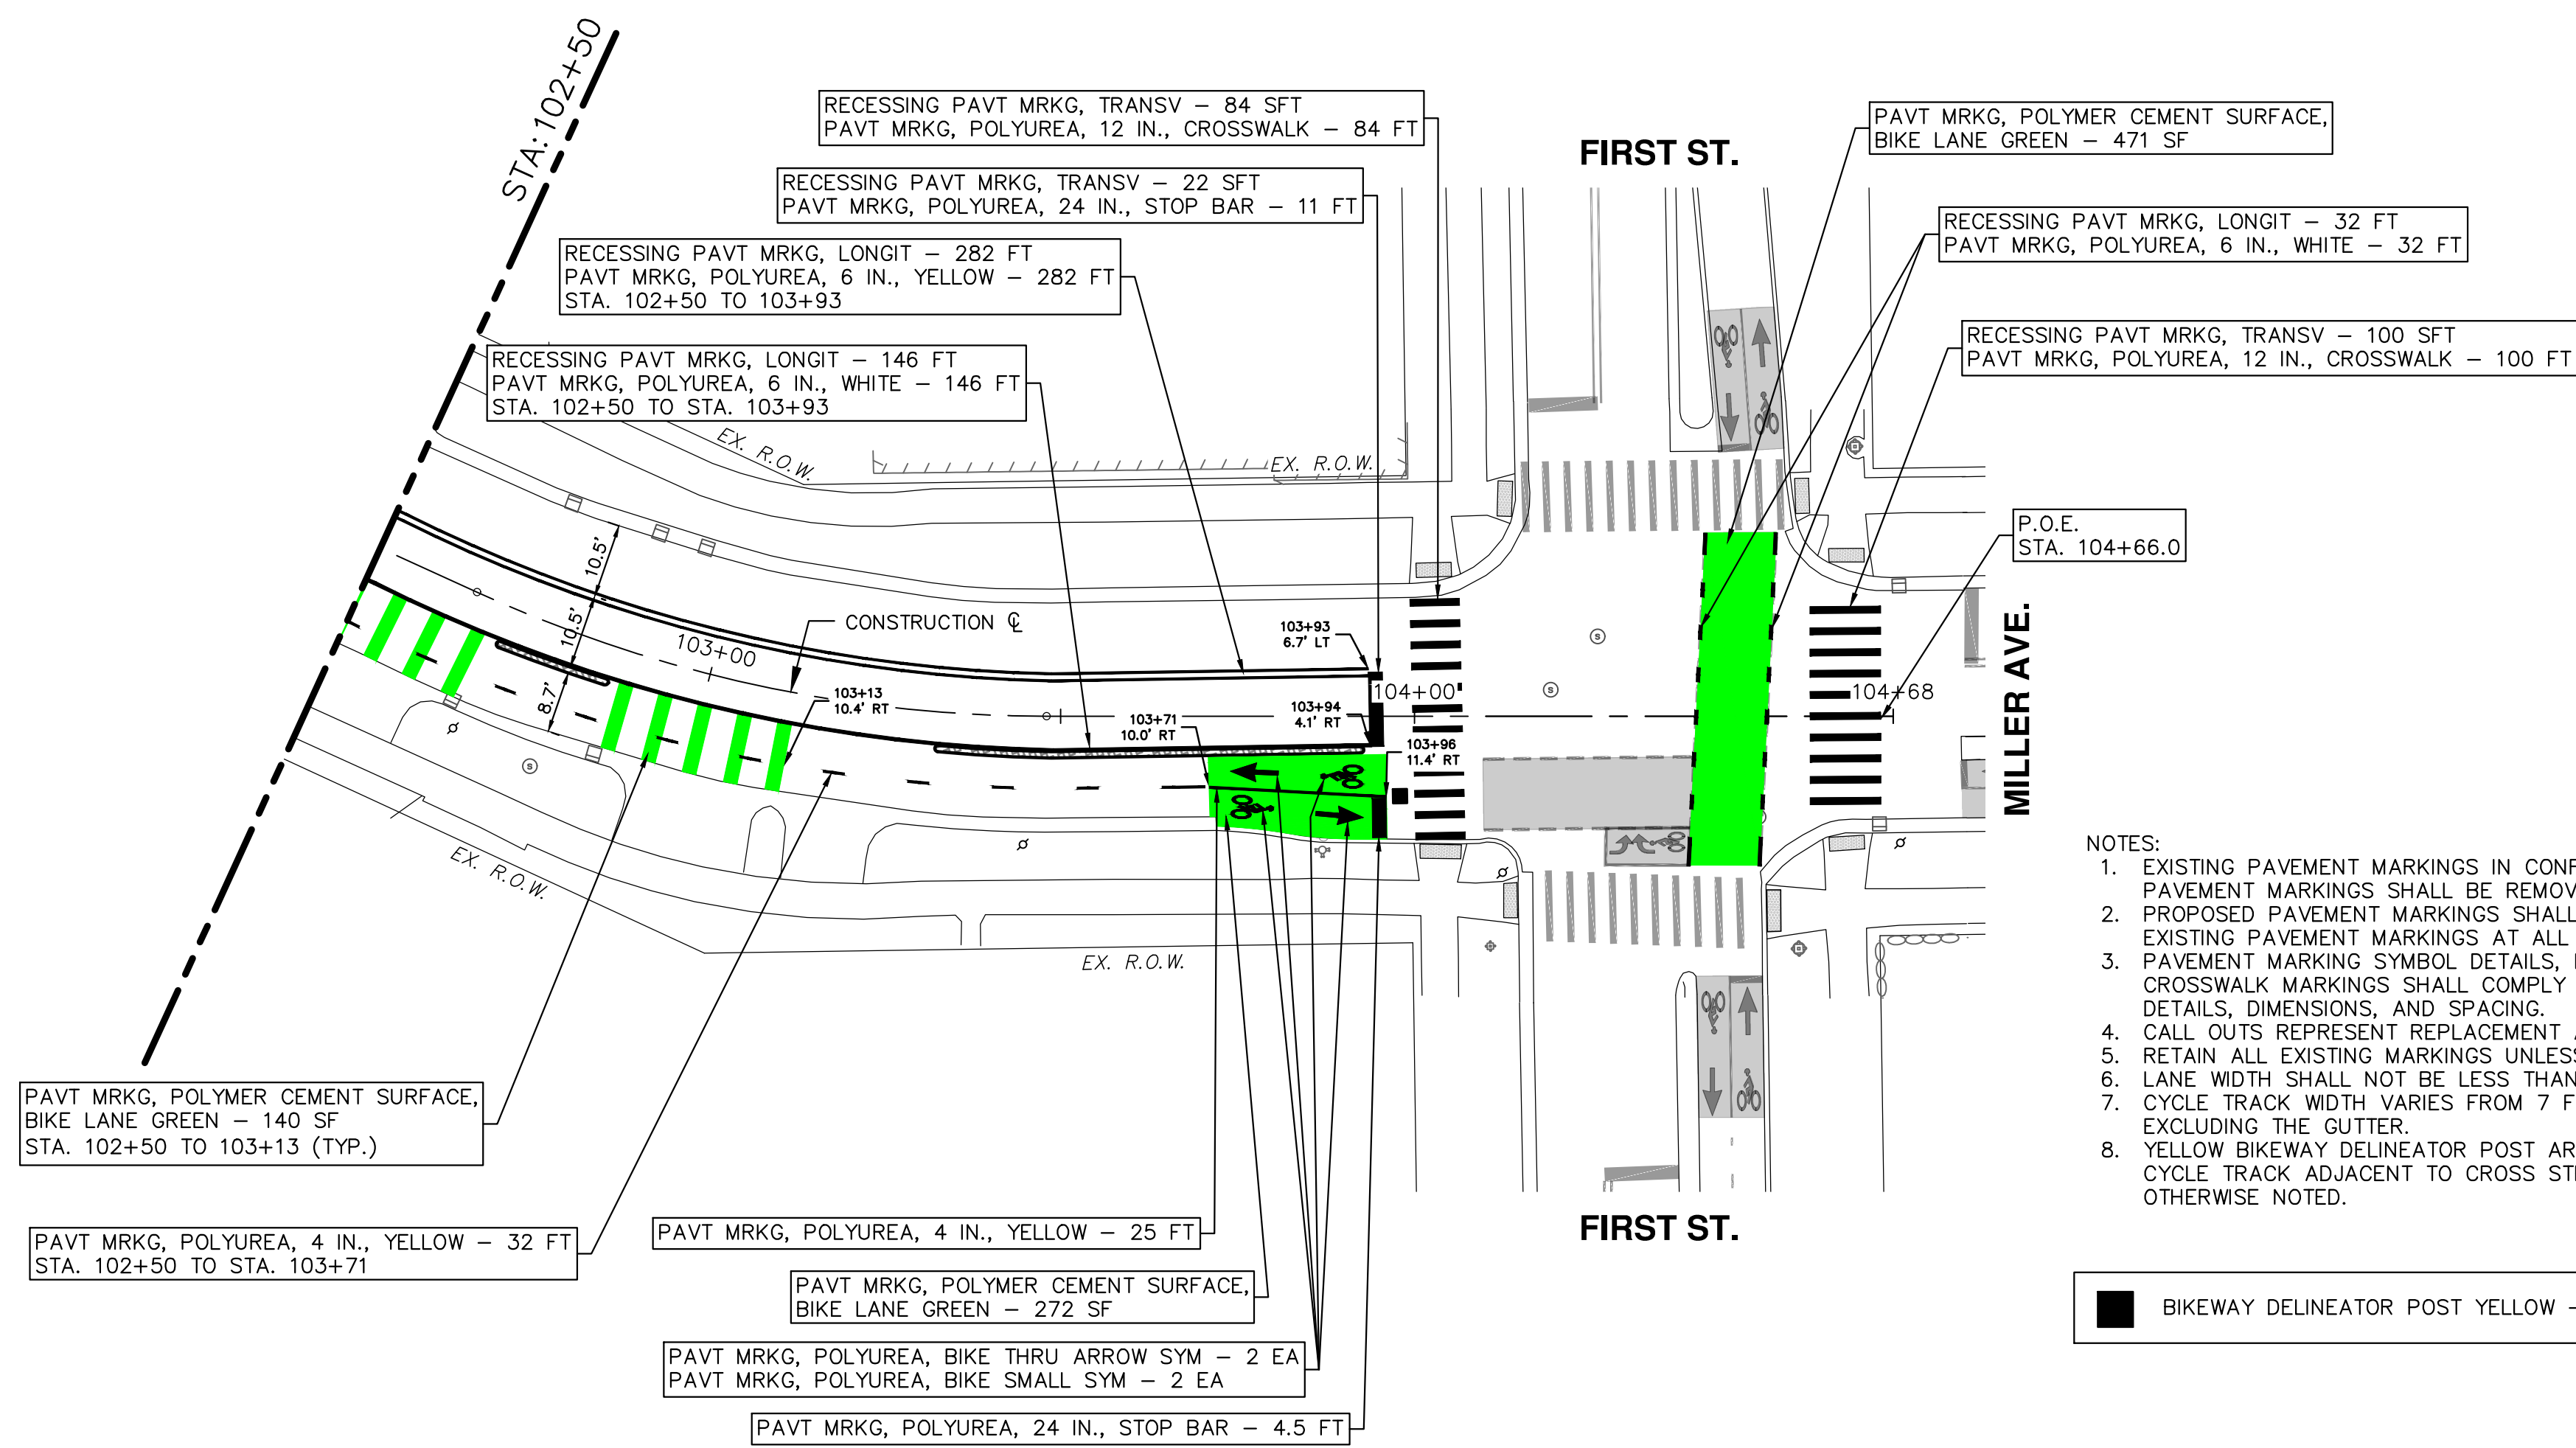 STA: 102+50
RECESSING PAVT MRKG, TRANSV – 84 SFT
PAVT MRKG, POLYUREA, 12 IN., CROSSWALK – 84 FT
RECESSING PAVT MRKG, TRANSV – 22 SFT
PAVT MRKG, POLYUREA, 24 IN., STOP BAR – 11 FT
RECESSING PAVT MRKG, LONGIT – 282 FT
PAVT MRKG, POLYUREA, 6 IN., YELLOW – 282 FT
STA. 102+50 TO 103+93
RECESSING PAVT MRKG, LONGIT – 146 FT
PAVT MRKG, POLYUREA, 6 IN., WHITE – 146 FT
STA. 102+50 TO STA. 103+93
FIRST ST.
PAVT MRKG, POLYMER CEMENT SURFACE,
BIKE LANE GREEN – 471 SF
RECESSING PAVT MRKG, LONGIT – 32 FT
PAVT MRKG, POLYUREA, 6 IN., WHITE – 32 FT
RECESSING PAVT MRKG, TRANSV – 100 SFT
PAVT MRKG, POLYUREA, 12 IN., CROSSWALK – 100 FT
P.O.E.
STA. 104+66.0
EX. R.O.W.
EX. R.O.W.
10.5'
10.5'
8.7'
CONSTRUCTION ℄
103+00
103+13
10.4' RT
103+93
6.7' LT
103+71
10.0' RT
103+94
4.1' RT
103+96
11.4' RT
104+00
104+68
S
S
S
MILLER AVE.
EX. R.O.W.
EX. R.O.W.
PAVT MRKG, POLYMER CEMENT SURFACE,
BIKE LANE GREEN – 140 SF
STA. 102+50 TO 103+13 (TYP.)
PAVT MRKG, POLYUREA, 4 IN., YELLOW – 32 FT
STA. 102+50 TO STA. 103+71
PAVT MRKG, POLYUREA, 4 IN., YELLOW – 25 FT
PAVT MRKG, POLYMER CEMENT SURFACE,
BIKE LANE GREEN – 272 SF
PAVT MRKG, POLYUREA, BIKE THRU ARROW SYM – 2 EA
PAVT MRKG, POLYUREA, BIKE SMALL SYM – 2 EA
PAVT MRKG, POLYUREA, 24 IN., STOP BAR – 4.5 FT
FIRST ST.
NOTES:
1. EXISTING PAVEMENT MARKINGS IN
PAVEMENT MARKINGS SHALL BE
2. PROPOSED PAVEMENT MARKINGS SHALL
EXISTING PAVEMENT MARKINGS AT ALL
3. PAVEMENT MARKING SYMBOL DETAILS,
CROSSWALK MARKINGS SHALL COMPLY
DETAILS, DIMENSIONS, AND SPACING.
4. CALL OUTS REPRESENT REPLACEMENT
5. RETAIN ALL EXISTING MARKINGS
6. LANE WIDTH SHALL NOT BE LESS THAN
7. CYCLE TRACK WIDTH VARIES FROM 7
EXCLUDING THE GUTTER.
8. YELLOW BIKEWAY DELINEATOR POST
CYCLE TRACK ADJACENT TO CROSS
OTHERWISE NOTED.
BIKEWAY DELINEATOR POST YELLOW –